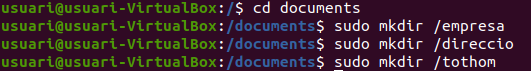 usuari@usuari-VirtualBox:/$ cd documents
usuari@usuari-VirtualBox:/documents$ sudo mkdir /empresa
usuari@usuari-VirtualBox:/documents$ sudo mkdir /direccio
usuari@usuari-VirtualBox:/documents$ sudo mkdir /tothom